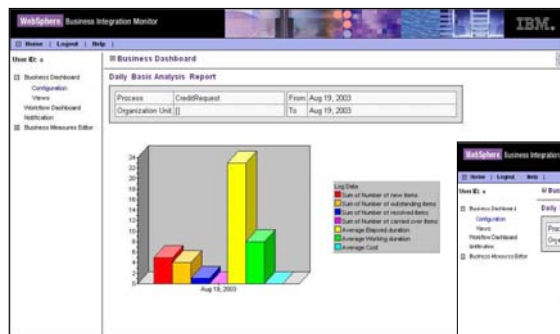 WebSphere Business Integration Monitor
IBM.
Home | Logout | Help |
User ID: a
Business Dashboard
Configuration
Views
Workflow Dashboard
Notification
Business Measures Editor
Business Dashboard
Daily Basic Analysis Report
Process CreditRequest From Aug 19, 2003
Organization Unit [] To Aug 19, 2003
24
22
20
18
16
14
12
10
8
6
4
2
0
Aug 19, 2003
Log Data
Sum of Number of new items
Sum of Number of outstanding items
Sum of Number of resolved items
Sum of Number of carried over items
Average Elapsed duration
Average Working duration
Average Cost
WebSphere Business Integration
Home | Logout Help |
User ID: a
Business Dashboard
Configuration
Views
Workflow Dashboard
Notification
Business Measures Editor
Bus
Daily
Proc
Orga